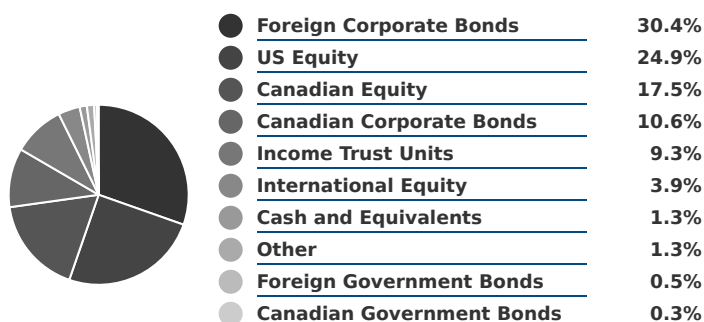 Foreign Corporate Bonds 30.4%
US Equity 24.9%
Canadian Equity 17.5%
Canadian Corporate Bonds 10.6%
Income Trust Units 9.3%
International Equity 3.9%
Cash and Equivalents 1.3%
Other 1.3%
Foreign Government Bonds 0.5%
Canadian Government Bonds 0.3%